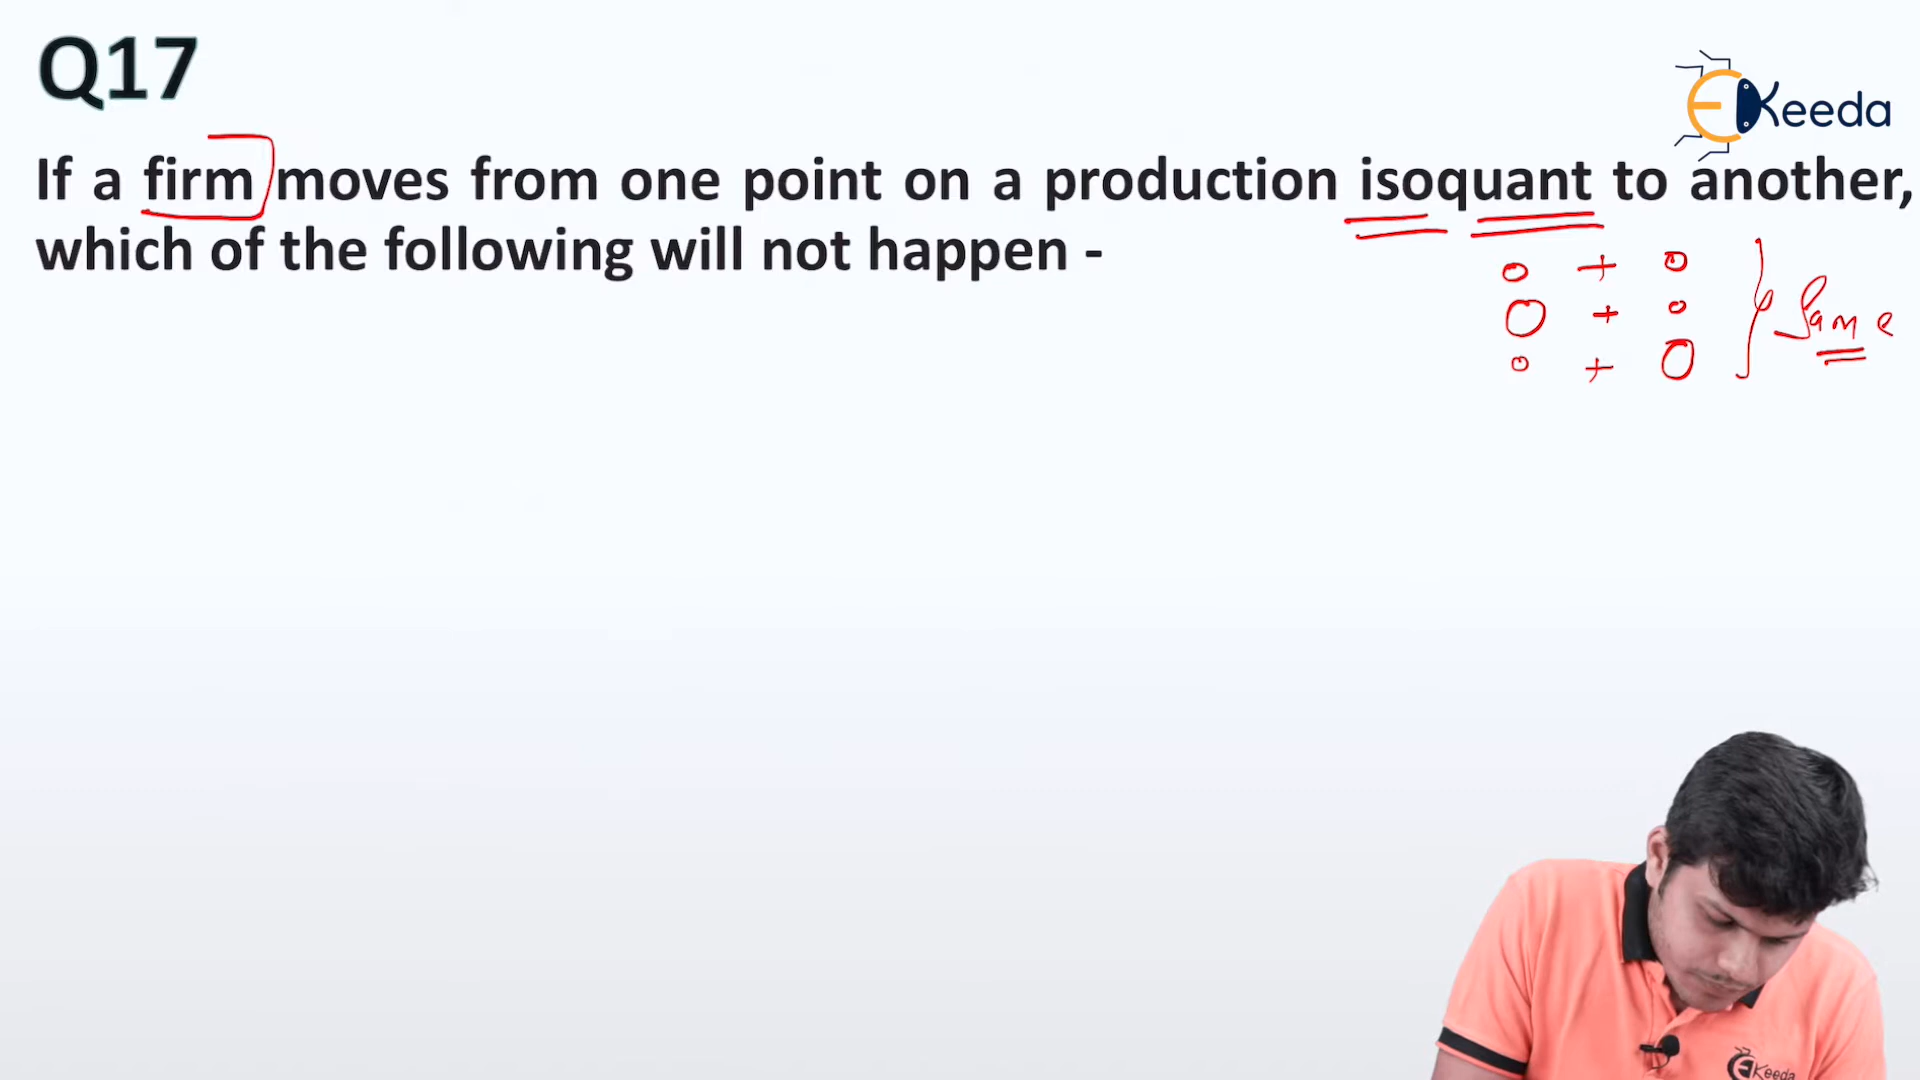 Q17
EKeeda
If a firm moves from one point on a production isoquant to another,
which of the following will not happen -
o + o
O + o
o + O
Same
EKeeda